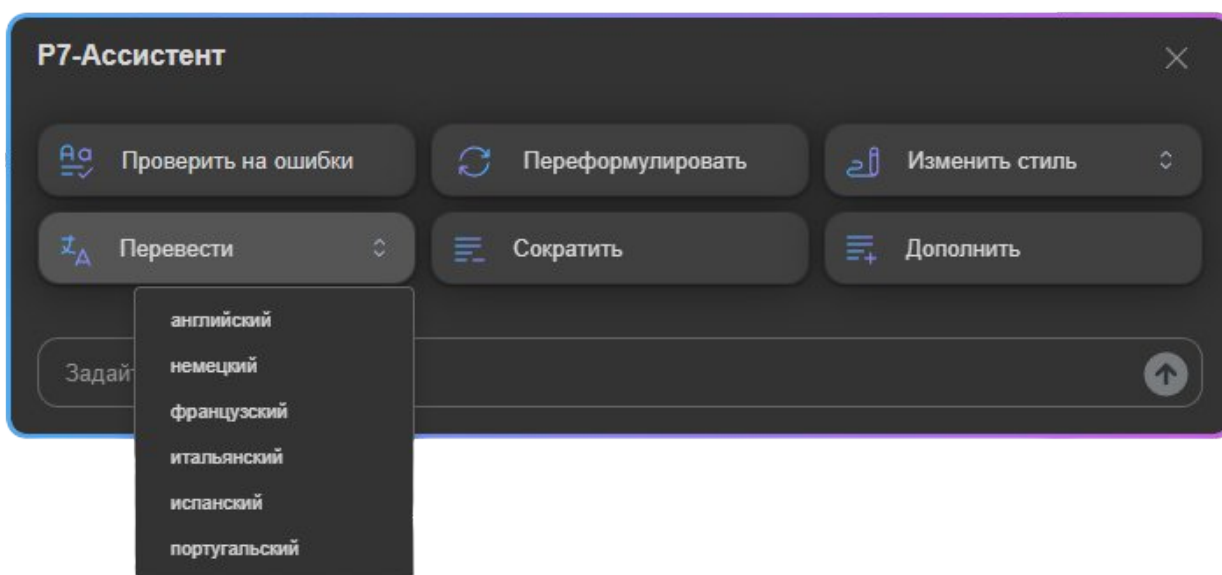 Р7-Ассистент
Проверить на ошибки
Переформулировать
Изменить стиль
Перевести
Сократить
Дополнить
английский
немецкий
французский
итальянский
испанский
португальский